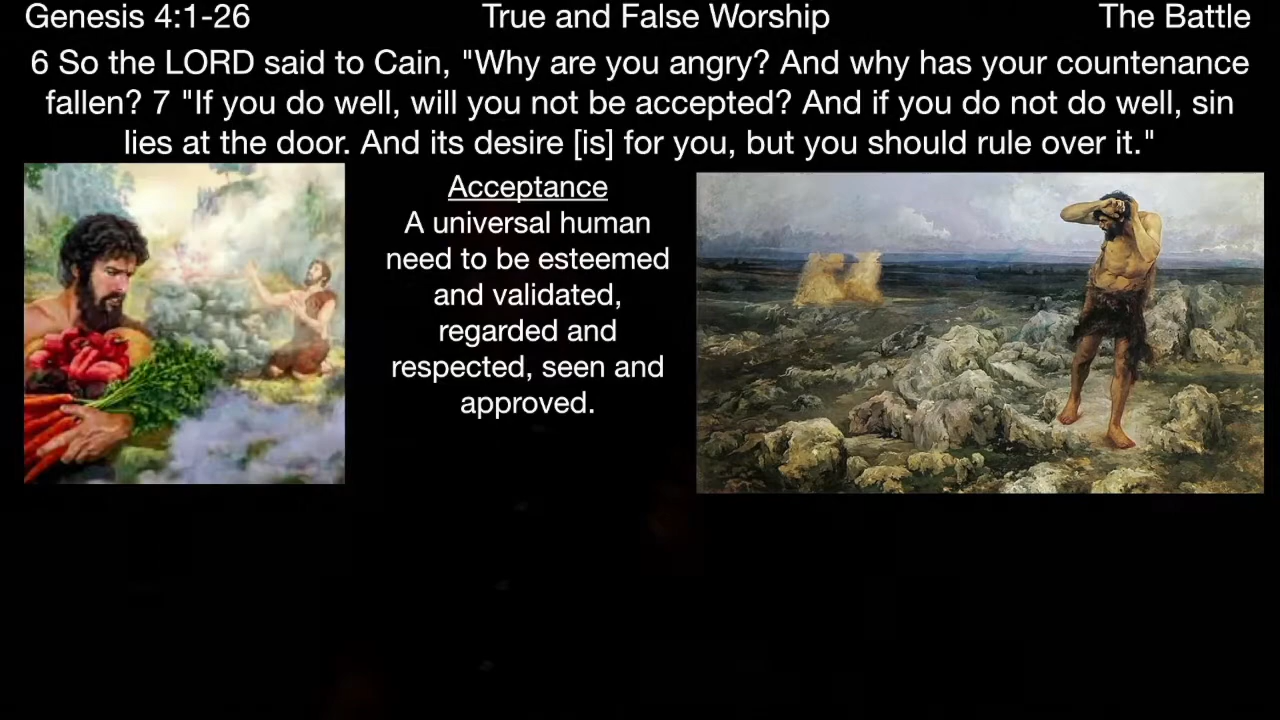 Genesis 4:1-26 True and False Worship The Battle
6 So the LORD said to Cain, "Why are you angry? And why has your countenance
fallen? 7 "If you do well, will you not be accepted? And if you do not do well, sin
lies at the door. And its desire [is] for you, but you should rule over it."
Acceptance
A universal human
need to be esteemed
and validated,
regarded and
respected, seen and
approved.